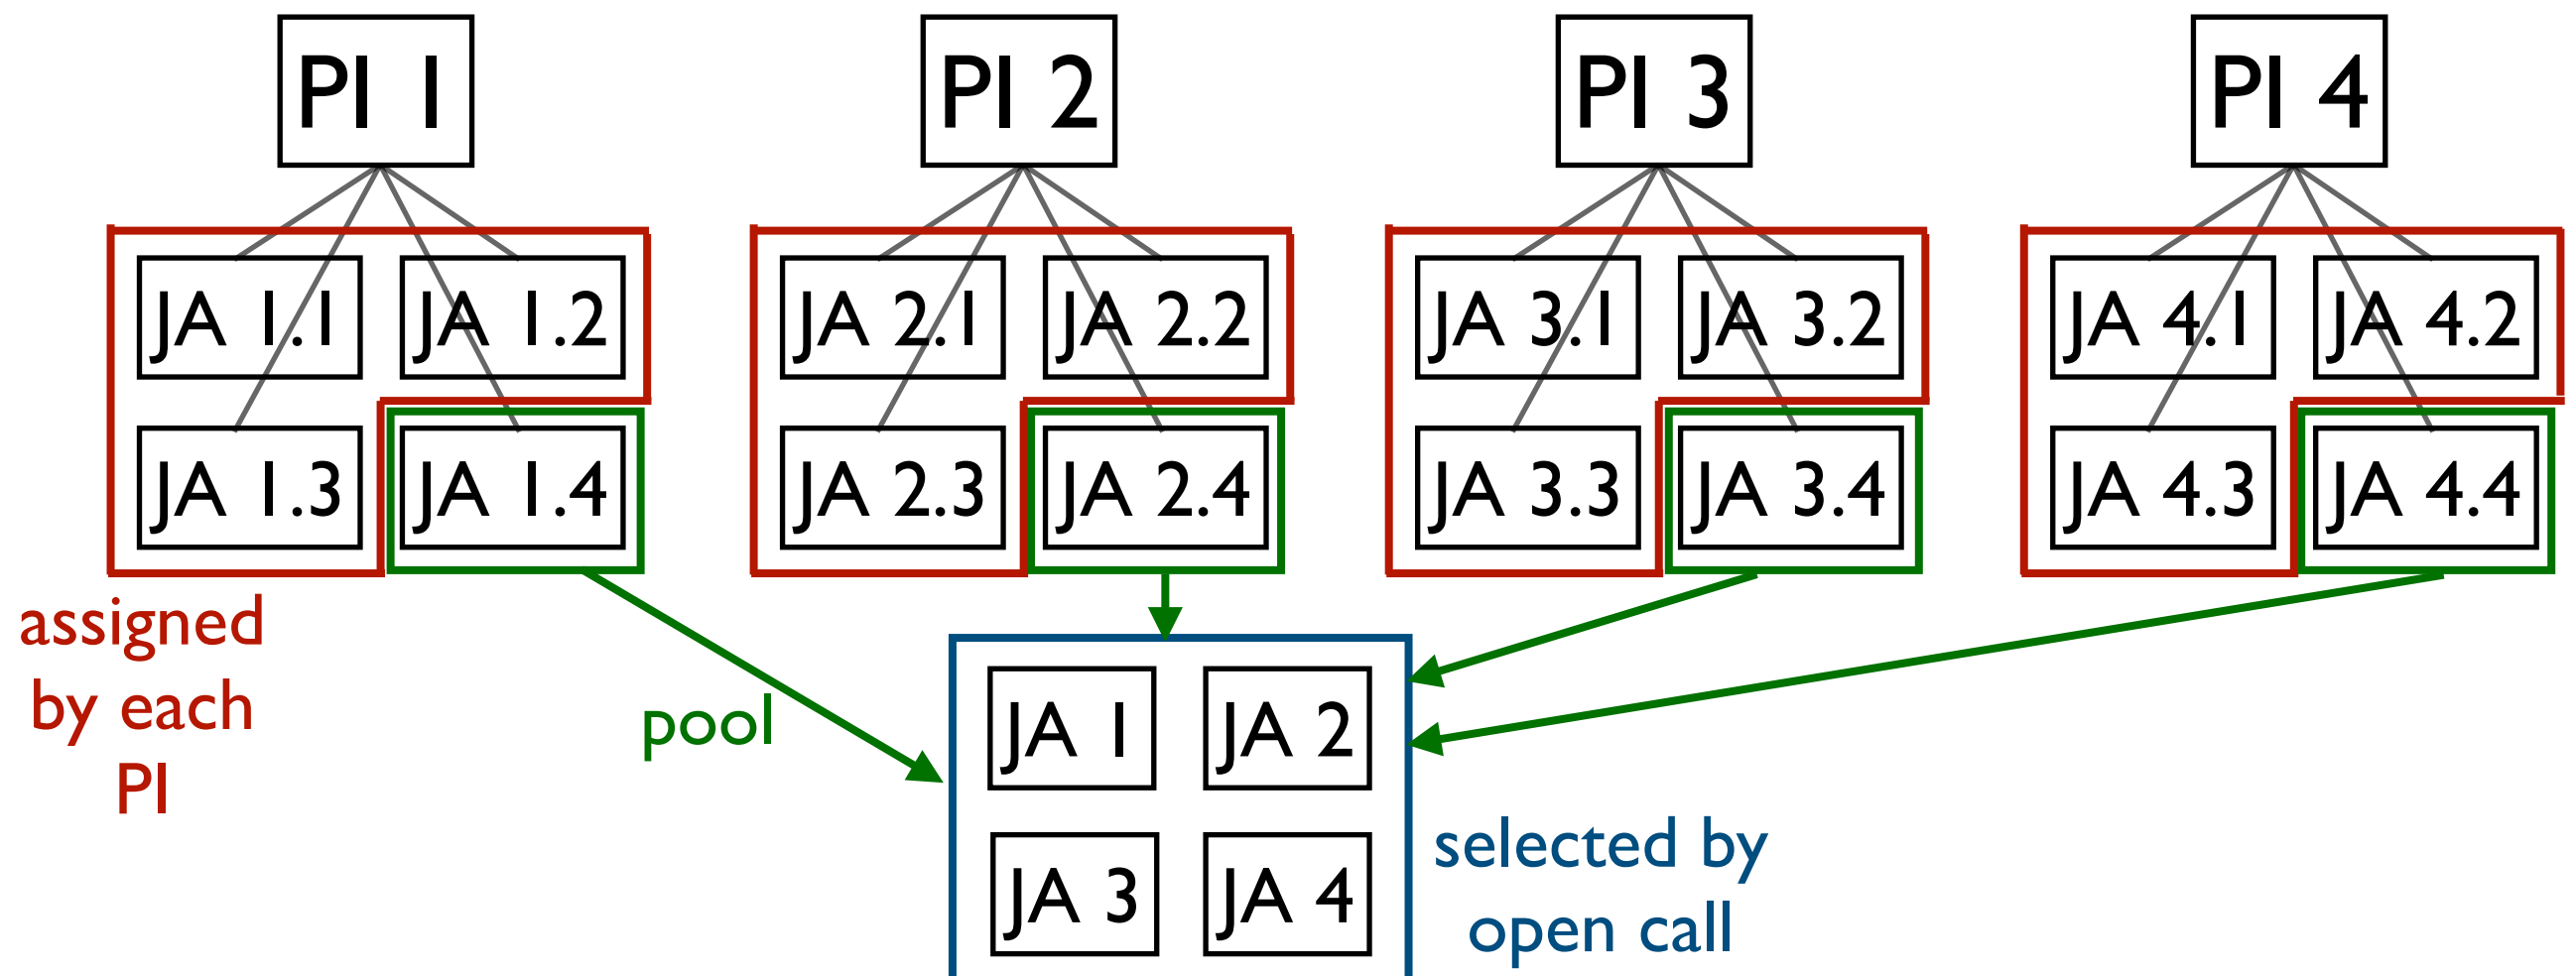 PI 1
PI 2
PI 3
PI 4
JA 1.1
JA 1.2
JA 2.1
JA 2.2
JA 3.1
JA 3.2
JA 4.1
JA 4.2
JA 1.3
JA 1.4
JA 2.3
JA 2.4
JA 3.3
JA 3.4
JA 4.3
JA 4.4
assigned
by each
PI
pool
JA 1
JA 2
JA 3
JA 4
selected by
open call